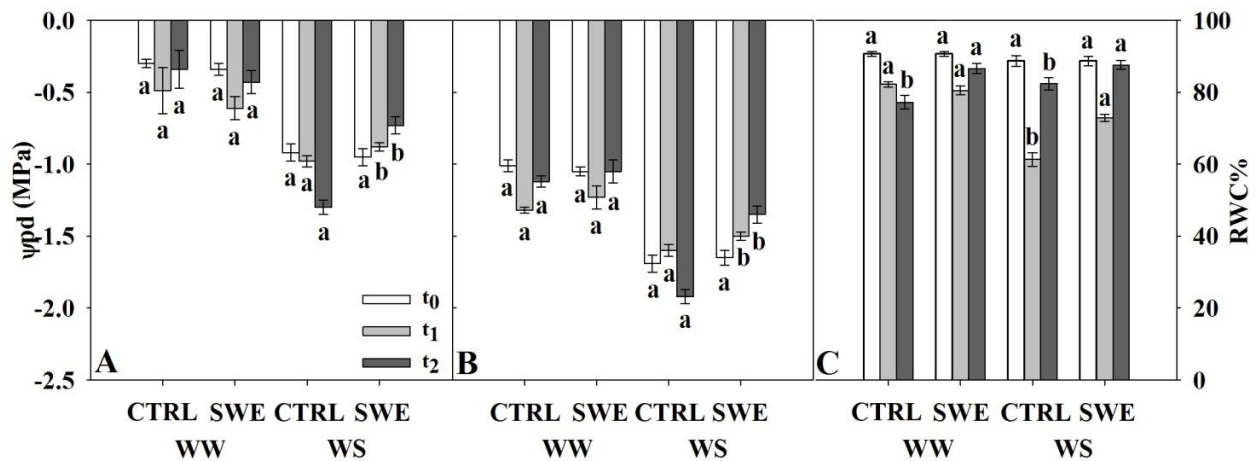 0.0
-0.5
-1.0
-1.5
-2.0
-2.5
ψpd (MPa)
a a a
a a a
a a a
a b b
t0
t1
t2
A
a a a
a a a
a a a
a b b
B
a a b
a a a
a b b
a a a
C
100
80
60
40
20
0
RWC%
CTRL SWE CTRL SWE
WW WS
CTRL SWE CTRL SWE
WW WS
CTRL SWE CTRL SWE
WW WS